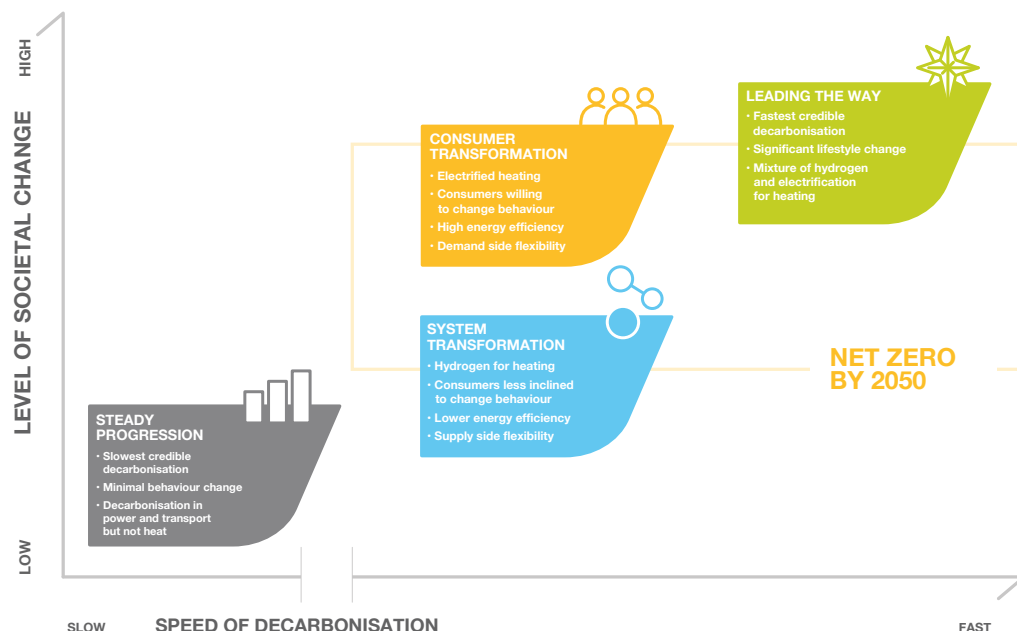 HIGH
LEVEL OF SOCIETAL CHANGE
LOW
LEADING THE WAY
• Fastest credible
decarbonisation
• Significant lifestyle change
• Mixture of hydrogen
and electrification
for heating
CONSUMER
TRANSFORMATION
• Electrified heating
• Consumers willing
to change behaviour
• High energy efficiency
• Demand side flexibility
SYSTEM
TRANSFORMATION
• Hydrogen for heating
• Consumers less inclined
to change behaviour
• Lower energy efficiency
• Supply side flexibility
NET ZERO
BY 2050
STEADY
PROGRESSION
• Slowest credible
decarbonisation
• Minimal behaviour change
• Decarbonisation in
power and transport
but not heat
SLOW
SPEED OF DECARBONISATION
FAST